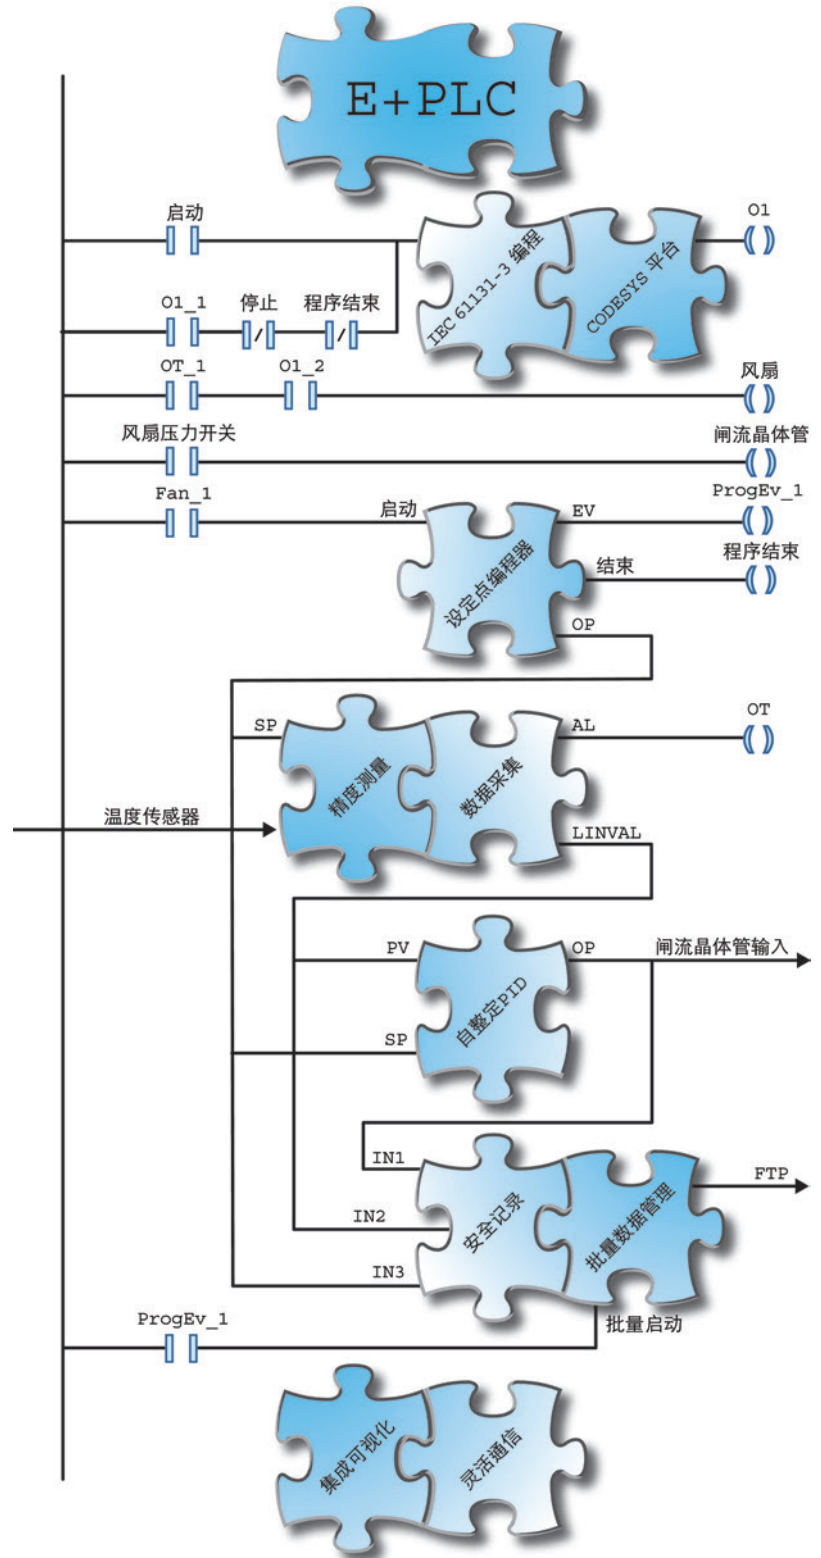 E+PLC
启动
O1
IEC 61131-3 编程
CODESYS 平台
O1_1
停止
程序结束
OT_1
O1_2
风扇
风扇压力开关
闸流晶体管
Fan_1
启动
EV
ProgEv_1
设定点编程器
结束
程序结束
OP
SP
精度测量
数据采集
AL
OT
温度传感器
LINVAL
PV
自整定PID
OP
闸流晶体管输入
SP
IN1
安全记录
批量数据管理
FTP
IN2
IN3
ProgEv_1
批量启动
集成可视化
灵活通信